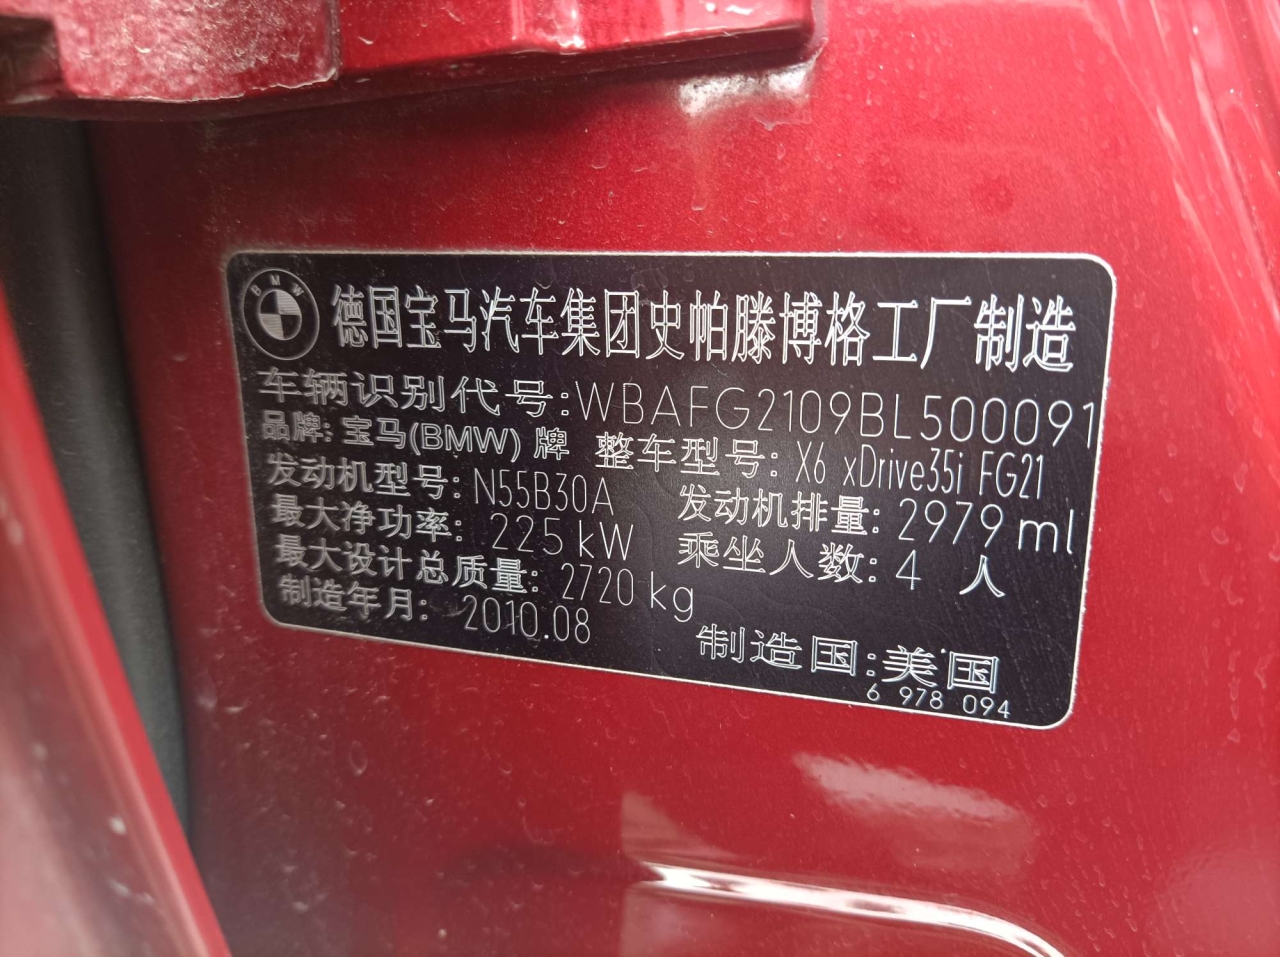 BMW
德国宝马汽车集团史帕滕博格工厂制造
车辆识别代号:WBAFG2109BL500091
品牌: 宝马(BMW) 牌 整车型号: X6 xDrive35i FG21
发动机型号: N55B30A 发动机排量: 2979 ml
最大净功率: 225 kW 乘坐人数: 4 人
最大设计总质量: 2720 kg
制造年月: 2010.08 制造国:美国
6 978 094